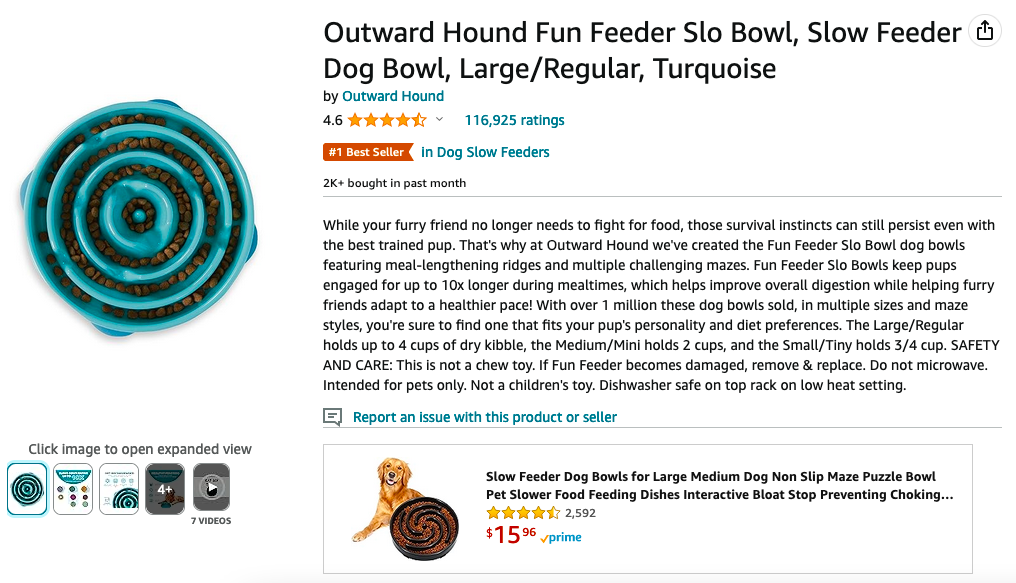 Outward Hound Fun Feeder Slo Bowl, Slow Feeder
Dog Bowl, Large/Regular, Turquoise
by Outward Hound
4.6 116,925 ratings
#1 Best Seller in Dog Slow Feeders
2K+ bought in past month
While your furry friend no longer needs to fight for food, those survival instincts can still persist even with
the best trained pup. That's why at Outward Hound we've created the Fun Feeder Slo Bowl dog bowls
featuring meal-lengthening ridges and multiple challenging mazes. Fun Feeder Slo Bowls keep pups
engaged for up to 10x longer during mealtimes, which helps improve overall digestion while helping furry
friends adapt to a healthier pace! With over 1 million these dog bowls sold, in multiple sizes and maze
styles, you're sure to find one that fits your pup's personality and diet preferences. The Large/Regular
holds up to 4 cups of dry kibble, the Medium/Mini holds 2 cups, and the Small/Tiny holds 3/4 cup. SAFETY
AND CARE: This is not a chew toy. If Fun Feeder becomes damaged, remove & replace. Do not microwave.
Intended for pets only. Not a children's toy. Dishwasher safe on top rack on low heat setting.
Report an issue with this product or seller
Click image to open expanded view
4+
7 VIDEOS
Slow Feeder Dog Bowls for Large Medium Dog Non Slip Maze Puzzle Bowl
Pet Slower Food Feeding Dishes Interactive Bloat Stop Preventing Choking...
2,592
$15 96 prime